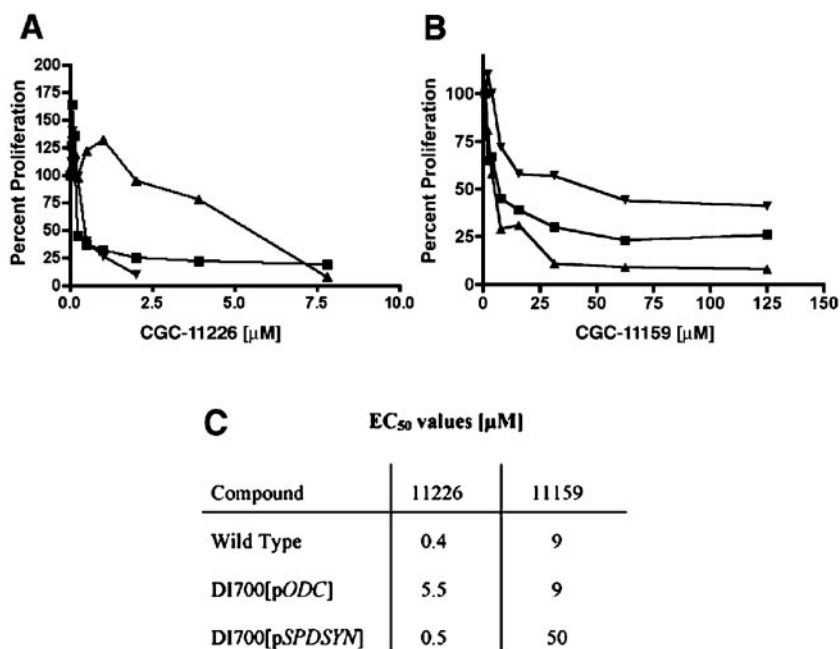 A
200
175
150
125
100
75
50
25
0
Percent Proliferation
0.0 2.5 5.0 7.5 10.0
CGC-11226 [μM]
B
100
75
50
25
0
Percent Proliferation
0 25 50 75 100 125 150
CGC-11159 [μM]
C EC₅₀ values [μM]
Compound 11226 11159
Wild Type 0.4 9
DI700[pODC] 5.5 9
DI700[pSPDSYN] 0.5 50